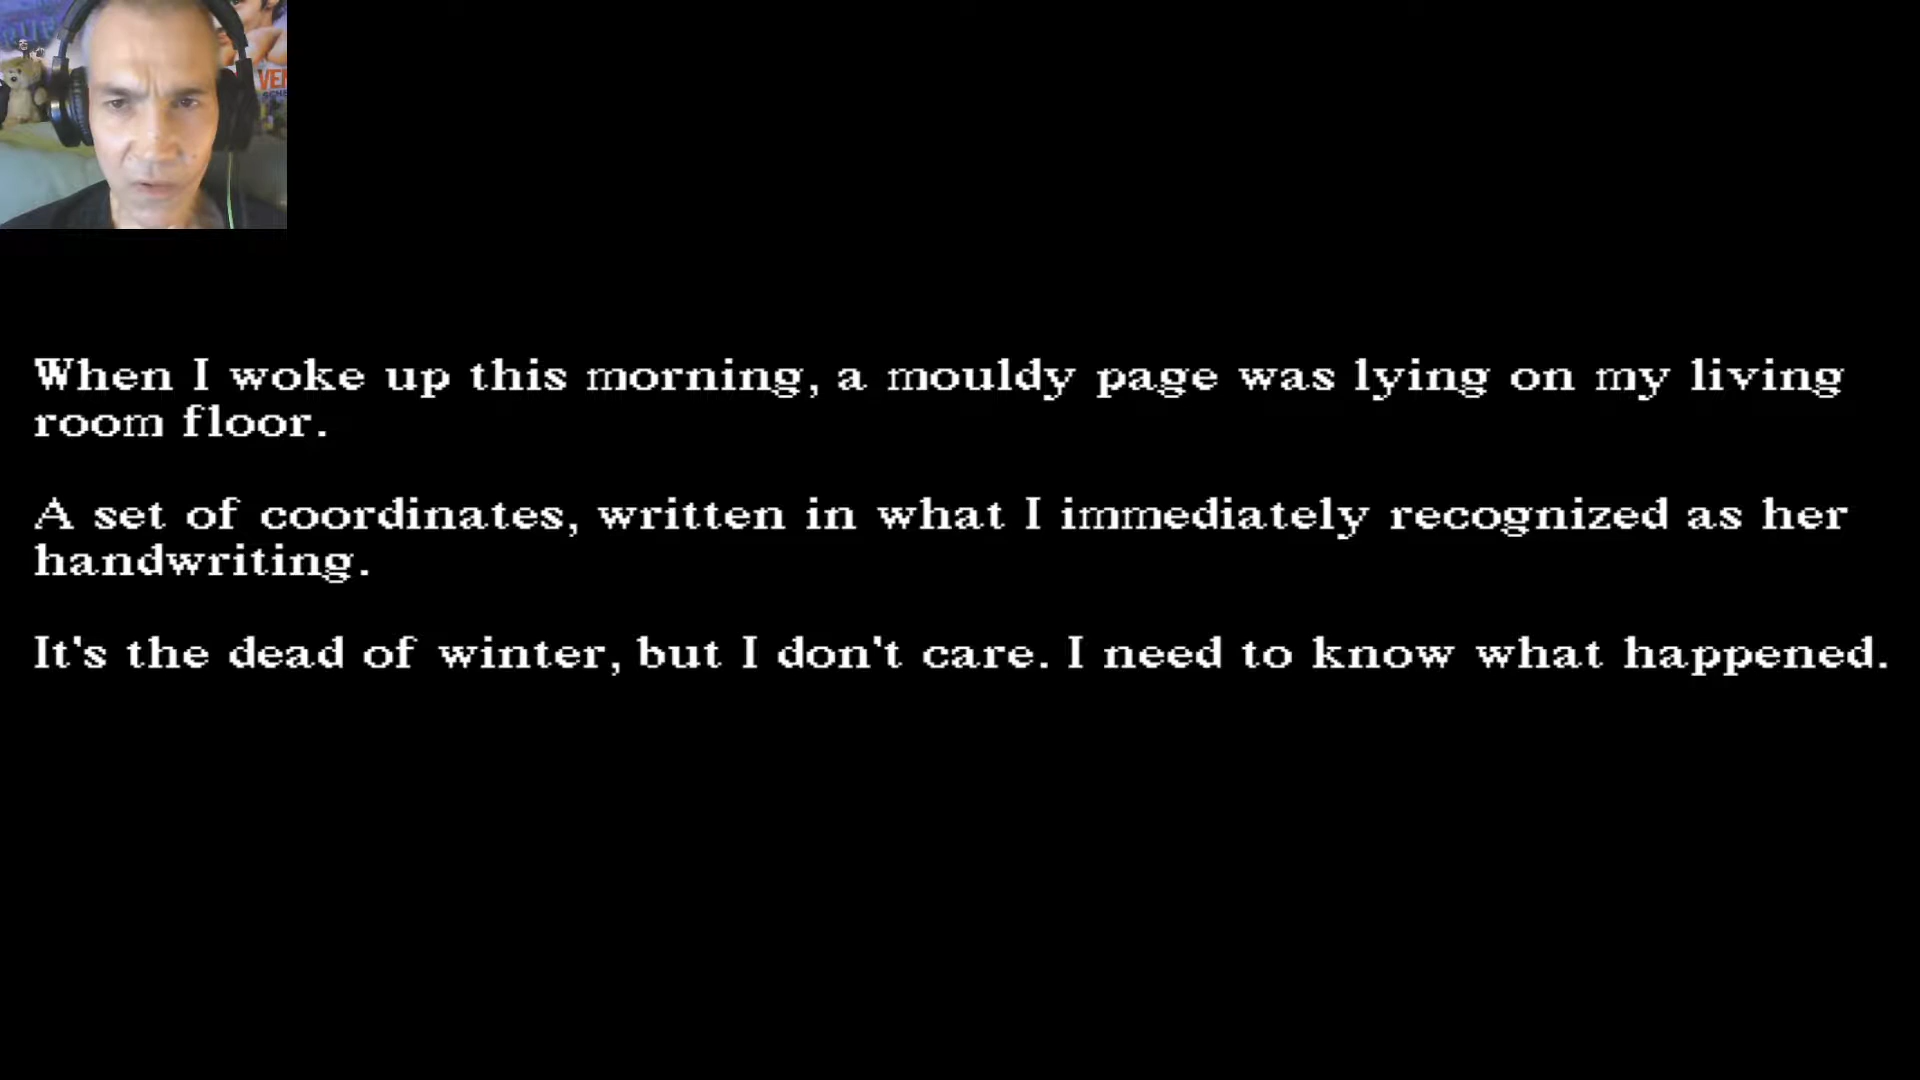 When I woke up this morning, a mouldy page was lying on my living
room floor.
A set of coordinates, written in what I immediately recognized as her
handwriting.
It's the dead of winter, but I don't care. I need to know what happened.